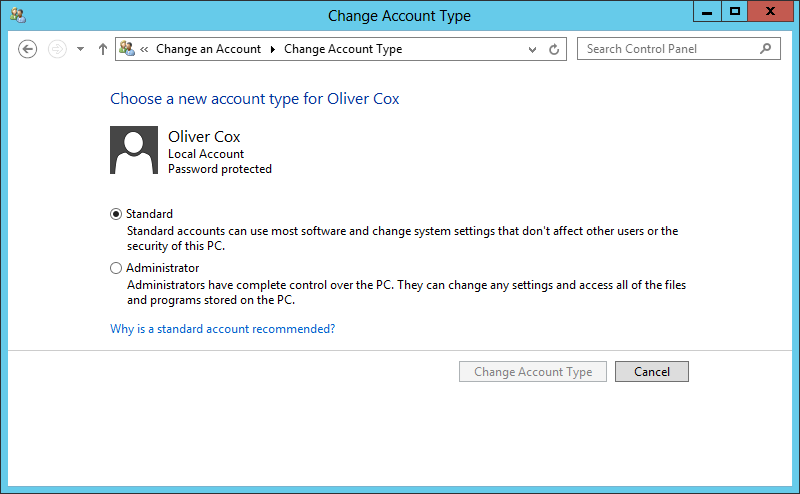 Change Account Type
X
« Change an Account ▸ Change Account Type
Search Control Panel
Choose a new account type for Oliver Cox
Oliver Cox
Local Account
Password protected
Standard
Standard accounts can use most software and change system settings that don't affect other users or the
security of this PC.
Administrator
Administrators have complete control over the PC. They can change any settings and access all of the files
and programs stored on the PC.
Why is a standard account recommended?
Change Account Type
Cancel